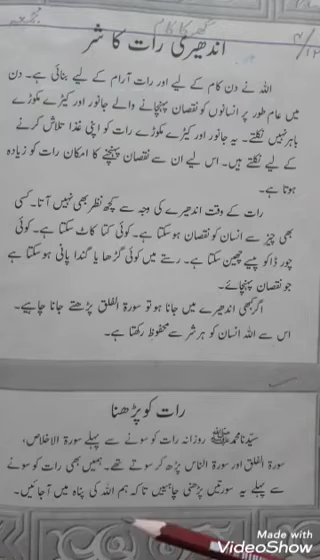 گھر کا کام
۴/۱۲
اندھیری رات کا شر
اللہ نے دن کام کے لیے اور رات آرام کے لیے بنائی ہے۔ دن
میں عام طور پر انسانوں کو نقصان پہنچانے والے جانور اور کیڑے مکوڑے
باہر نہیں نکلتے۔ یہ جانور اور کیڑے مکوڑے رات کو اپنی غذا تلاش کرنے
کے لیے نکلتے ہیں۔ اس لیے ان سے نقصان پہنچنے کا امکان رات کو زیادہ
ہوتا ہے۔
رات کے وقت اندھیرے کی وجہ سے کچھ نظر بھی نہیں آتا۔ کسی
بھی چیز سے انسان کو نقصان ہو سکتا ہے۔ کوئی کتا کاٹ سکتا ہے۔ کوئی
چور ڈاکو پیسے چھین سکتا ہے۔ رستے میں کوئی گڑھا یا گندا پانی ہو سکتا ہے
جو نقصان پہنچائے۔
اگر کبھی اندھیرے میں جانا ہو تو سورۃ الفلق پڑھتے جانا چاہیے۔
اس سے اللہ انسان کو ہر شر سے محفوظ رکھتا ہے۔
رات کو پڑھنا
سیّدنا محمد ﷺ روزانہ رات کو سونے سے پہلے سورۃ الاخلاص،
سورۃ الفلق اور سورۃ الناس پڑھ کر سوتے تھے۔ ہمیں بھی رات کو سونے
سے پہلے یہ سورتیں پڑھنی چاہییں تاکہ ہم اللہ کی پناہ میں آجائیں۔
Made with
VideoShow